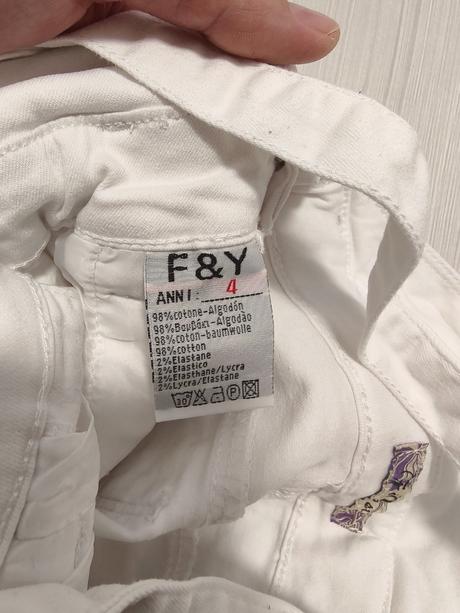 F&Y
ANNI: 4
98%cotone-Algodón
98%Βαμβάκι-Algodão
98%coton-baumwolle
98%cotton
2%Elastane
2%Elastico
2%Elasthane/Lycra
2%Lycra/Elastane
30 P